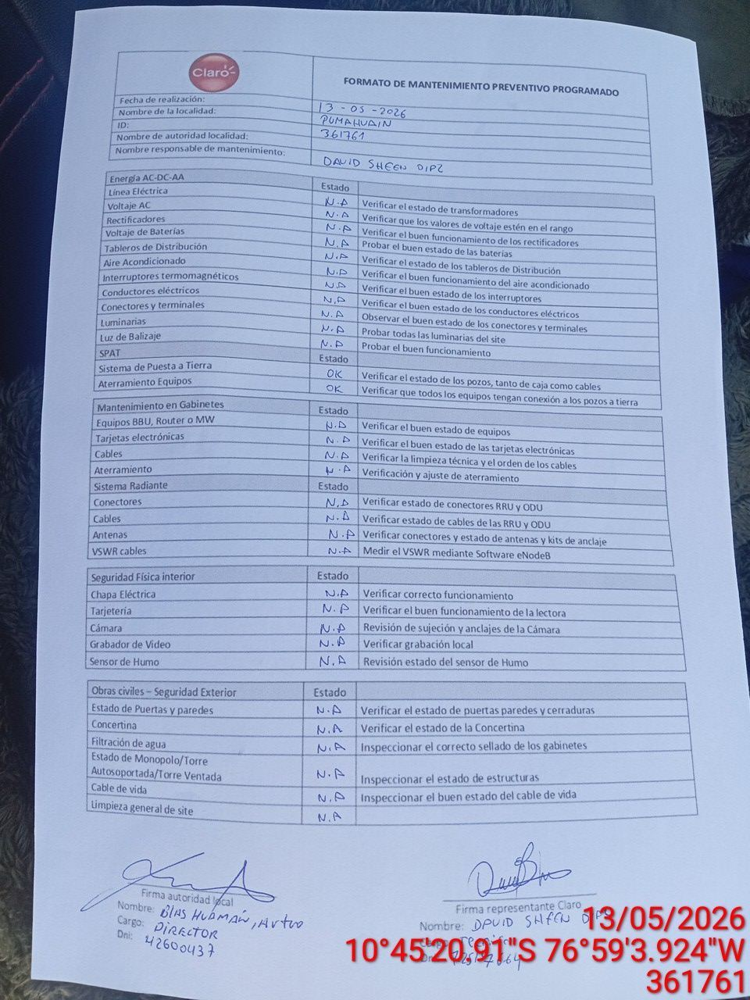 Claro
FORMATO DE MANTENIMIENTO PREVENTIVO PROGRAMADO
Fecha de realización: 13-05-2026
Nombre de la localidad: PUMAHUAIN
ID: 361761
Nombre de autoridad localidad:
Nombre responsable de mantenimiento: DAVID SHEEN DIPZ
Energía AC-DC-AA Estado
Línea Eléctrica N.A Verificar el estado de transformadores
Voltaje AC N.A Verificar que los valores de voltaje estén en el rango
Rectificadores N.A Verificar el buen funcionamiento de los rectificadores
Voltaje de Baterías N.A Probar el buen estado de las baterías
Tableros de Distribución N.A Verificar el estado de los tableros de Distribución
Aire Acondicionado N.A Verificar el buen funcionamiento del aire acondicionado
Interruptores termomagnéticos N.A Verificar el buen estado de los interruptores
Conductores eléctricos N.A Verificar el buen estado de los conductores eléctricos
Conectores y terminales N.A Observar el buen estado de los conectores y terminales
Luminarias N.A Probar todas las luminarias del site
Luz de Balizaje N.A Probar el buen funcionamiento
SPAT Estado
Sistema de Puesta a Tierra OK Verificar el estado de los pozos, tanto de caja como cables
Aterramiento Equipos OK Verificar que todos los equipos tengan conexión a los pozos a tierra
Mantenimiento en Gabinetes Estado
Equipos BBU, Router o MW N.A Verificar el buen estado de equipos
Tarjetas electrónicas N.A Verificar el buen estado de las tarjetas electrónicas
Cables N.A Verificar la limpieza técnica y el orden de los cables
Aterramiento N.A Verificación y ajuste de aterramiento
Sistema Radiante Estado
Conectores N.A Verificar estado de conectores RRU y ODU
Cables N.A Verificar estado de cables de las RRU y ODU
Antenas N.A Verificar conectores y estado de antenas y kits de anclaje
VSWR cables N.A Medir el VSWR mediante Software eNodeB
Seguridad Física interior Estado
Chapa Eléctrica N.A Verificar correcto funcionamiento
Tarjetería N.A Verificar el buen funcionamiento de la lectora
Cámara N.A Revisión de sujeción y anclajes de la Cámara
Grabador de Video N.A Verificar grabación local
Sensor de Humo N.A Revisión estado del sensor de Humo
Obras civiles – Seguridad Exterior Estado
Estado de Puertas y paredes N.A Verificar el estado de puertas paredes y cerraduras
Concertina N.A Verificar el estado de la Concertina
Filtración de agua N.A Inspeccionar el correcto sellado de los gabinetes
Estado de Monopolo/Torre
Autosoportada/Torre Ventada N.A Inspeccionar el estado de estructuras
Cable de vida N.A Inspeccionar el buen estado del cable de vida
Limpieza general de site N.A
Firma autoridad local
Nombre: BLAS HUAMAN, Arturo
Cargo: DIRECTOR
Dni: 42600437
Firma representante Claro
Nombre: DAVID SHEEN
13/05/2026
10°45'20.91"S 76°59'3.924"W
361761